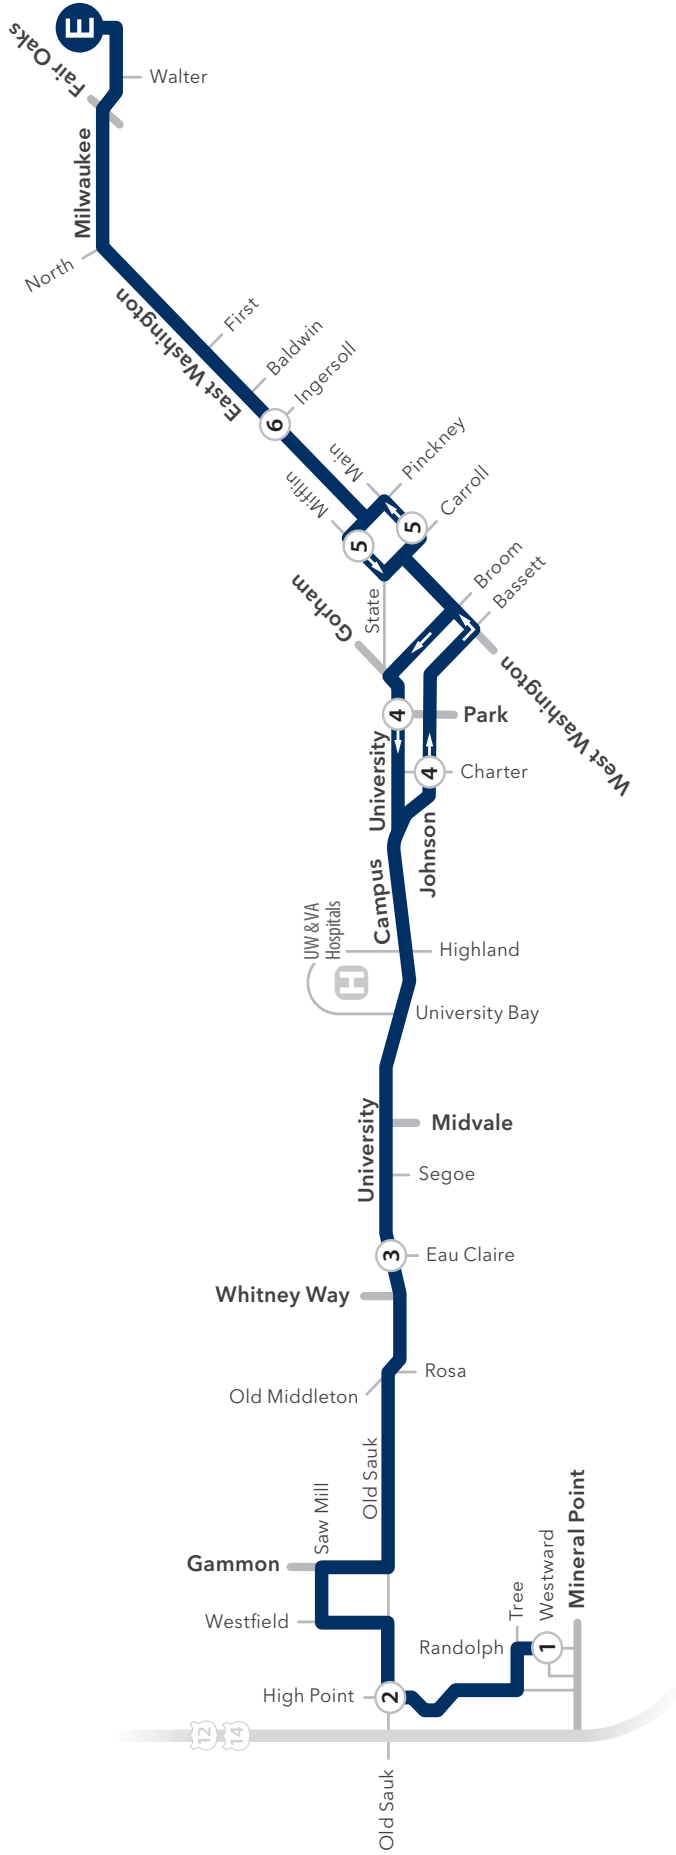 E
Fair Oaks
Walter
Milwaukee
North
East Washington
First
Baldwin
Ingersoll
6
Mifflin
Main
Pinckney
Carroll
5
5
Gorham
State
Broom
Bassett
West Washington
4
Park
University
4
Charter
Johnson
Campus
UW & VA
Hospitals
H
Highland
University Bay
University
Midvale
Segoe
3
Eau Claire
Whitney Way
Rosa
Old Middleton
Old Sauk
Saw Mill
Gammon
Westfield
Mineral Point
Westward
Tree
Randolph
1
High Point
2
12
14
Old Sauk